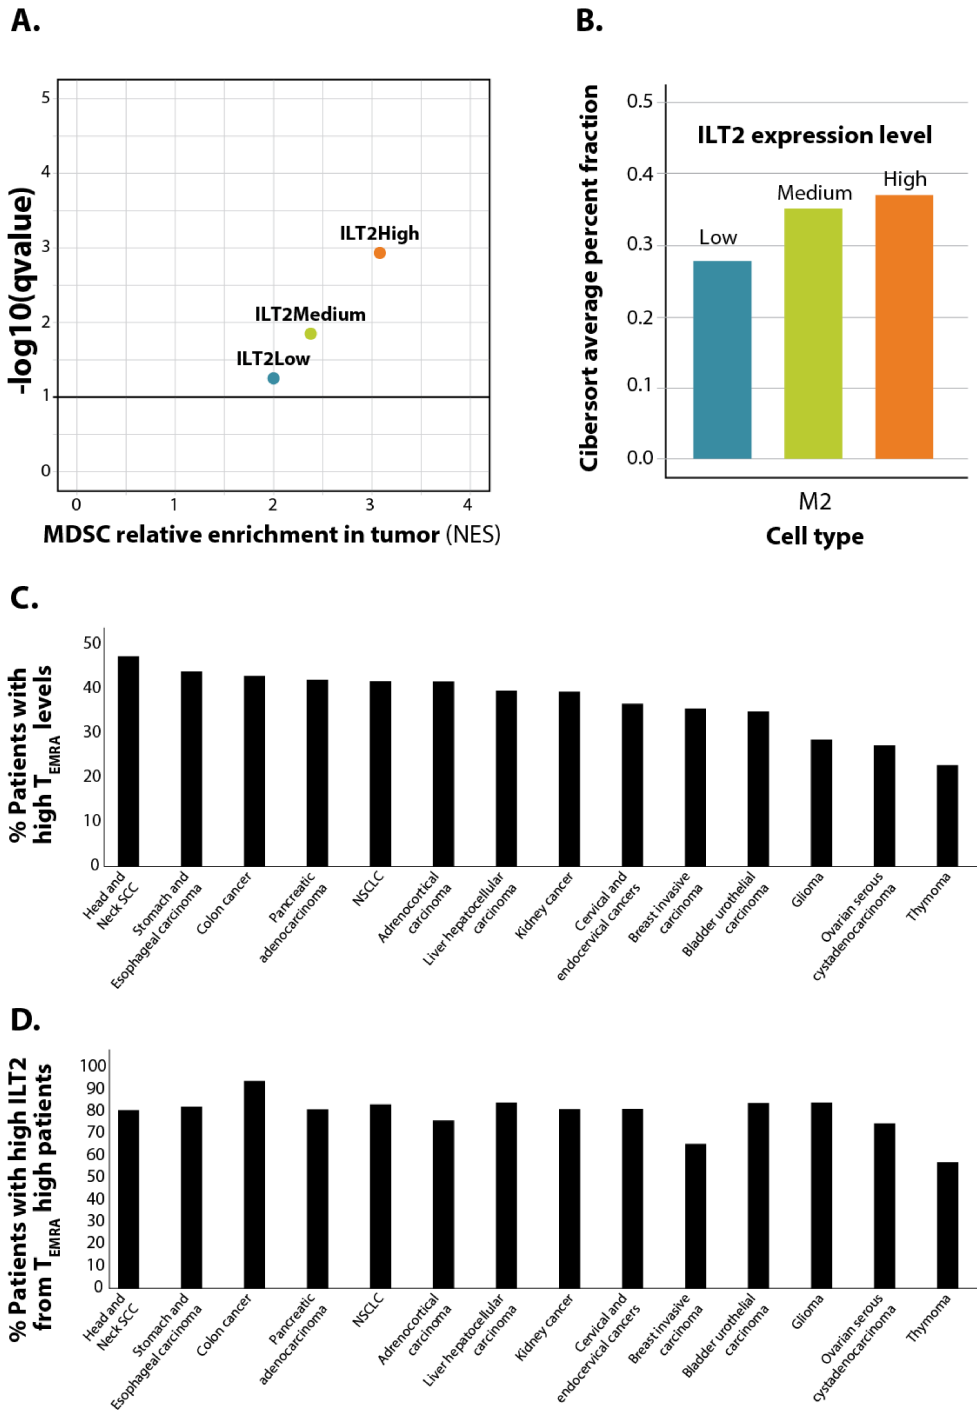 A.
-log10(qvalue)
5
4
3
2
1
0
ILT2High
ILT2Medium
ILT2Low
0 1 2 3 4
MDSC relative enrichment in tumor (NES)
B.
Cibersort average percent fraction
0.5
0.4
0.3
0.2
0.1
0.0
ILT2 expression level
Low
Medium
High
M2
Cell type
C.
% Patients with
high TEMRA levels
50
40
30
20
10
0
Head and
Neck SCC
Stomach and
Esophageal carcinoma
Colon cancer
Pancreatic
adenocarcinoma
NSCLC
Adrenocortical
carcinoma
Liver hepatocellular
carcinoma
Kidney cancer
Cervical and
endocervical cancers
Breast invasive
carcinoma
Bladder urothelial
carcinoma
Glioma
Ovarian serous
cystadenocarcinoma
Thymoma
D.
% Patients with high ILT2
from TEMRA high patients
100
90
80
70
60
50
40
30
20
10
0
Head and
Neck SCC
Stomach and
Esophageal carcinoma
Colon cancer
Pancreatic
adenocarcinoma
NSCLC
Adrenocortical
carcinoma
Liver hepatocellular
carcinoma
Kidney cancer
Cervical and
endocervical cancers
Breast invasive
carcinoma
Bladder urothelial
carcinoma
Glioma
Ovarian serous
cystadenocarcinoma
Thymoma